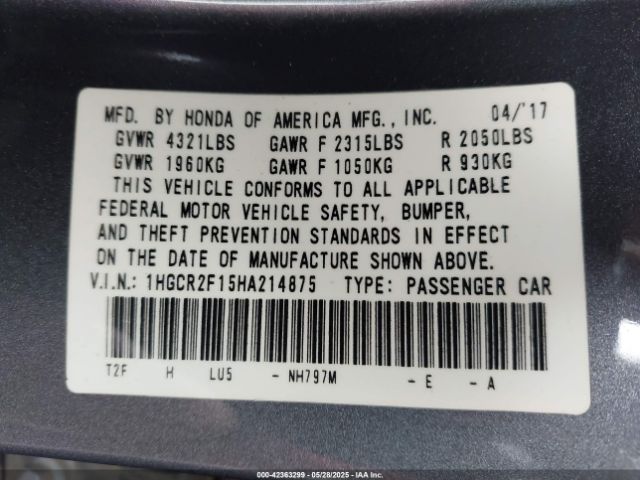 MFD. BY HONDA OF AMERICA MFG., INC. 04/'17
GVWR 4321LBS GAWR F 2315LBS R 2050LBS
GVWR 1960KG GAWR F 1050KG R 930KG
THIS VEHICLE CONFORMS TO ALL APPLICABLE
FEDERAL MOTOR VEHICLE SAFETY, BUMPER,
AND THEFT PREVENTION STANDARDS IN EFFECT
ON THE DATE OF MANUFACTURE SHOWN ABOVE.
V.I.N.: 1HGCR2F15HA214875 TYPE: PASSENGER CAR
T2F H LU5 - NH797M - E - A
000-42363299 - 05/28/2025 - IAA Inc.